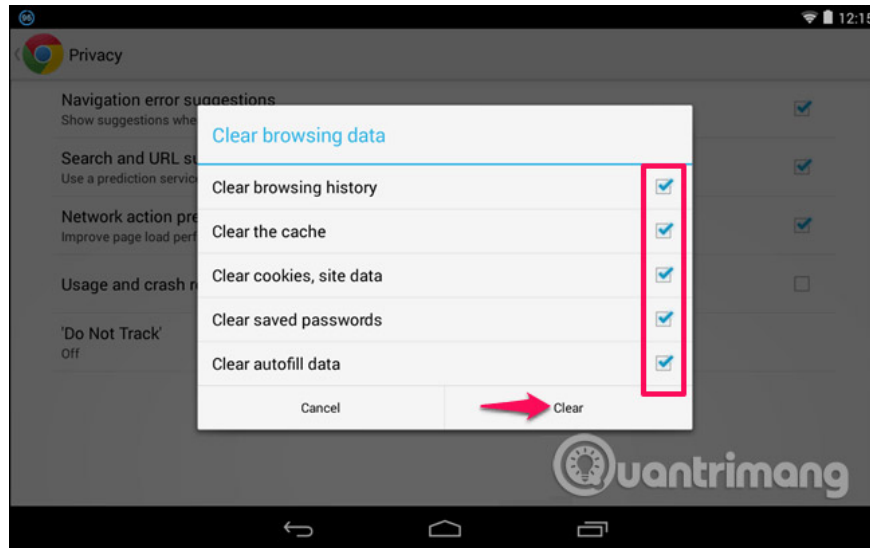 96
12:15
Privacy
Navigation error suggestions
Show suggestions whe
Search and URL su
Use a prediction servic
Network action pre
Improve page load perf
Usage and crash r
'Do Not Track'
Off
Clear browsing data
Clear browsing history
Clear the cache
Clear cookies, site data
Clear saved passwords
Clear autofill data
Cancel
Clear
Quantrimang